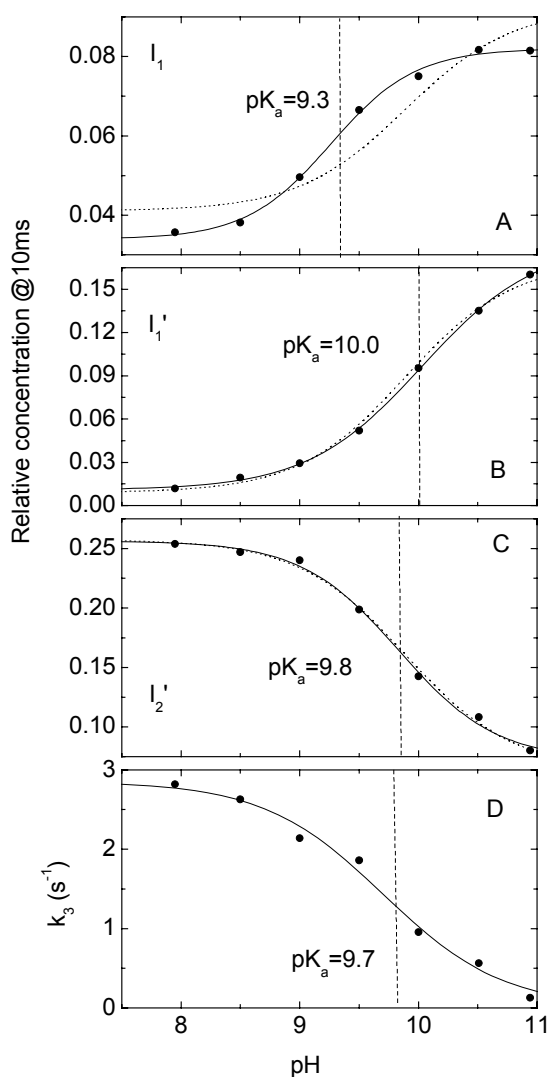 Relative concentration @10ms
I₁
0.08
pKₐ=9.3
0.06
0.04
A
0.15
I₁'
0.12
pKₐ=10.0
0.09
0.06
0.03
B
0.00
0.25
C
0.20
pKₐ=9.8
0.15
I₂'
0.10
3
D
2
k₃ (s⁻¹)
1
pKₐ=9.7
0
8 9 10 11
pH